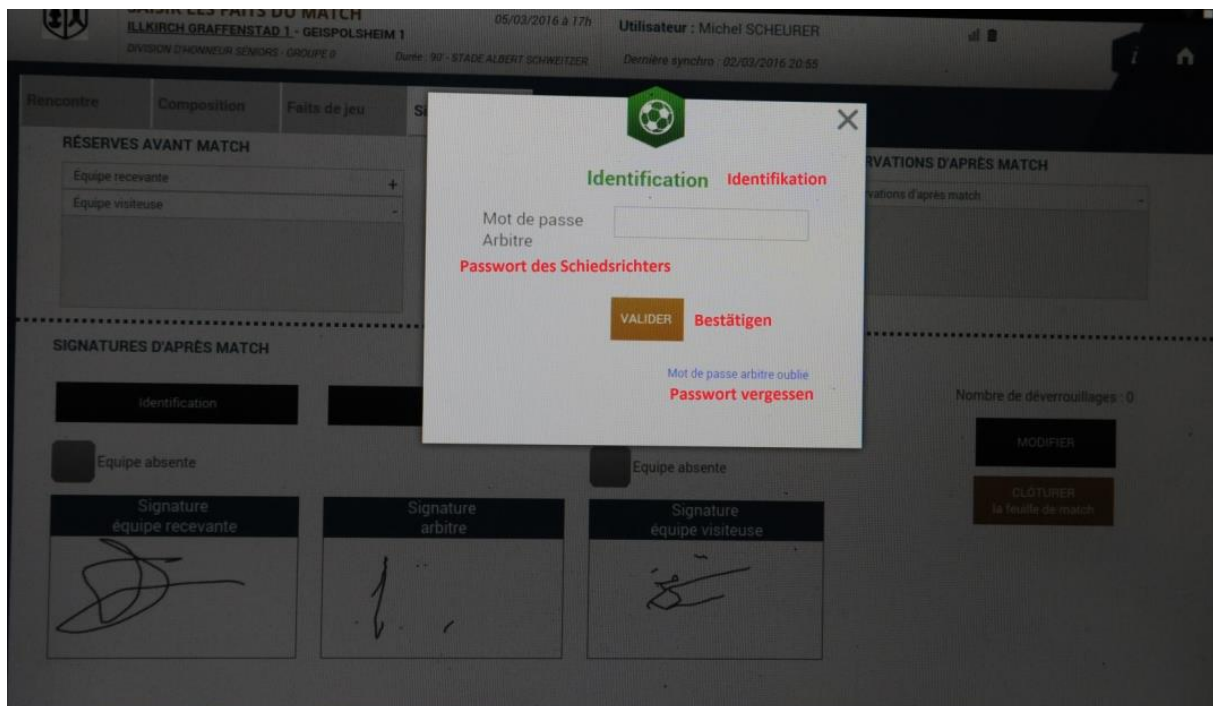 SAISIR LES FAITS DU MATCH
ILLKIRCH GRAFFENSTAD 1 - GEISPOLSHEIM 1
DIVISION D'HONNEUR SENIORS - GROUPE 0
05/03/2016 à 17h
Durée : 90' - STADE ALBERT SCHWEITZER
Utilisateur : Michel SCHEURER
Dernière synchro : 02/03/2016 20:55
i
Rencontre
Composition
Faits de jeu
Si
RÉSERVES AVANT MATCH
Equipe recevante
+
Équipe visiteuse
-
RVATIONS D'APRÈS MATCH
rvations d'après match
-
Identification Identifikation
Mot de passe
Arbitre
Passwort des Schiedsrichters
VALIDER Bestätigen
Mot de passe arbitre oublié
Passwort vergessen
SIGNATURES D'APRÈS MATCH
Identification
Nombre de déverrouillages : 0
MODIFIER
CLÔTURER
la feuille de match
Equipe absente
Equipe absente
Signature
équipe recevante
Signature
arbitre
Signature
équipe visiteuse